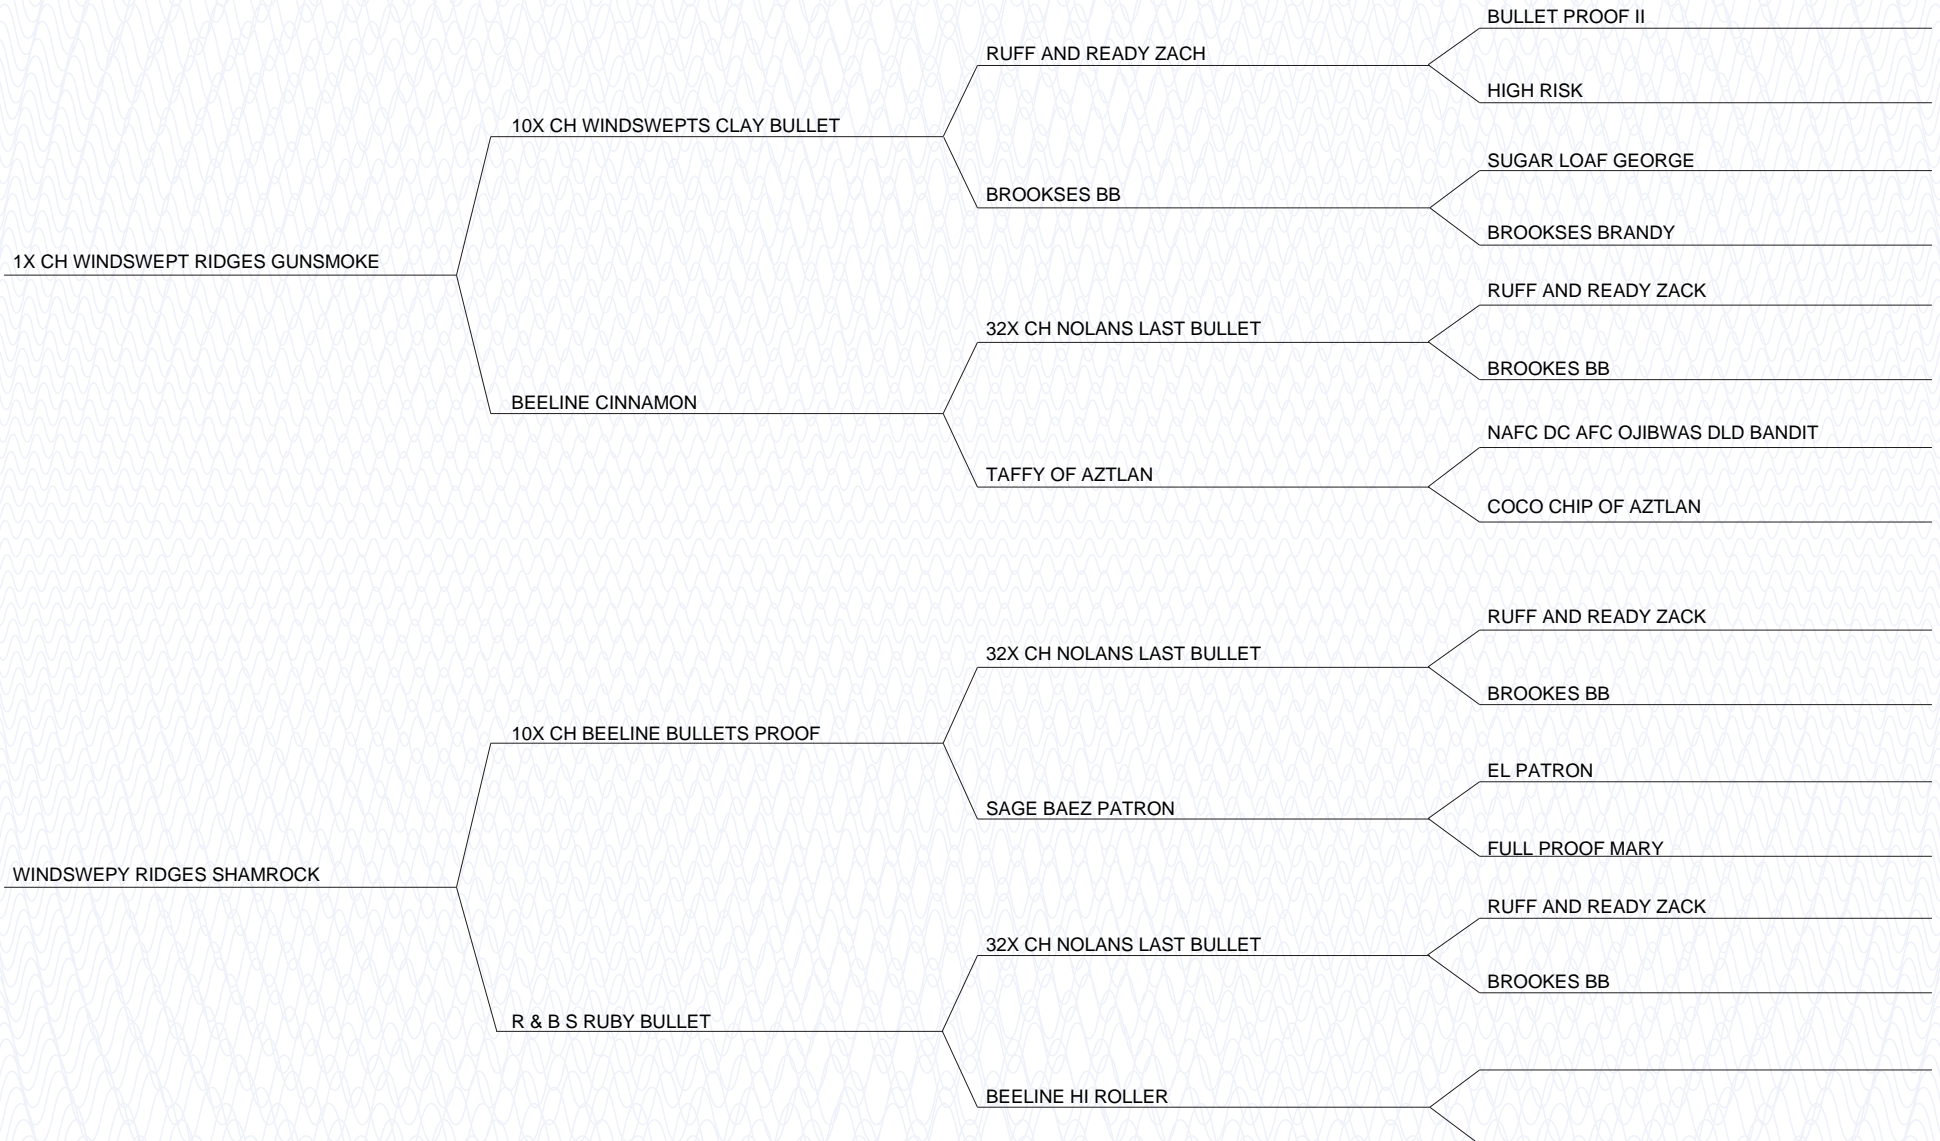 BULLET PROOF II
RUFF AND READY ZACH
HIGH RISK
10X CH WINDSWEPTS CLAY BULLET
SUGAR LOAF GEORGE
BROOKSES BB
BROOKSES BRANDY
1X CH WINDSWEPT RIDGES GUNSMOKE
RUFF AND READY ZACK
32X CH NOLANS LAST BULLET
BROOKES BB
BEELINE CINNAMON
NAFC DC AFC OJIBWAS DLD BANDIT
TAFFY OF AZTLAN
COCO CHIP OF AZTLAN
RUFF AND READY ZACK
32X CH NOLANS LAST BULLET
BROOKES BB
10X CH BEELINE BULLETS PROOF
EL PATRON
SAGE BAEZ PATRON
FULL PROOF MARY
WINDSWEPY RIDGES SHAMROCK
RUFF AND READY ZACK
32X CH NOLANS LAST BULLET
BROOKES BB
R & B S RUBY BULLET
BEELINE HI ROLLER